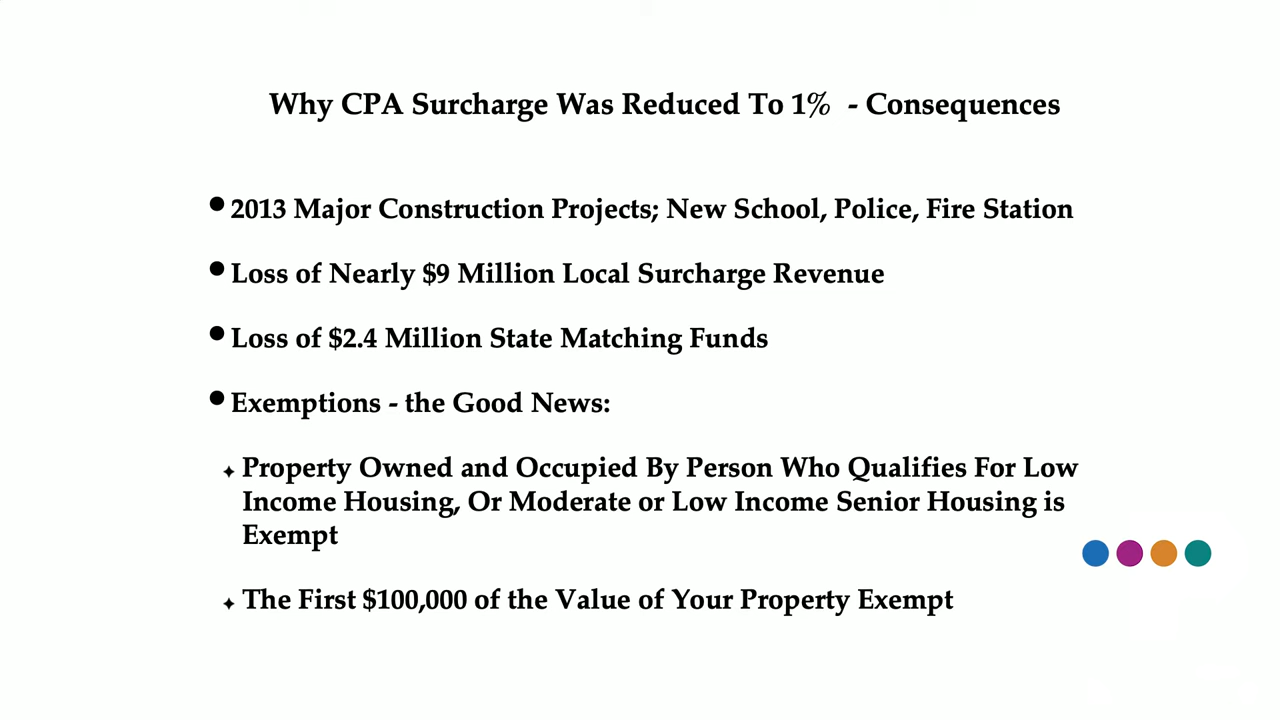 Why CPA Surcharge Was Reduced To 1% - Consequences
• 2013 Major Construction Projects; New School, Police, Fire Station
• Loss of Nearly $9 Million Local Surcharge Revenue
• Loss of $2.4 Million State Matching Funds
• Exemptions - the Good News:
✦ Property Owned and Occupied By Person Who Qualifies For Low
Income Housing, Or Moderate or Low Income Senior Housing is
Exempt
✦ The First $100,000 of the Value of Your Property Exempt